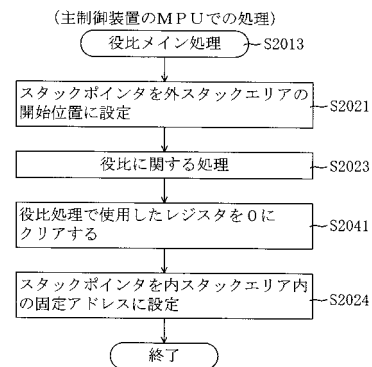 (主制御装置のMPUでの処理)
役比メイン処理
S2013
スタックポインタを外スタックエリアの
開始位置に設定
S2021
役比に関する処理
S2023
役比処理で使用したレジスタを0に
クリアする
S2041
スタックポインタを内スタックエリア内
の固定アドレスに設定
S2024
終了